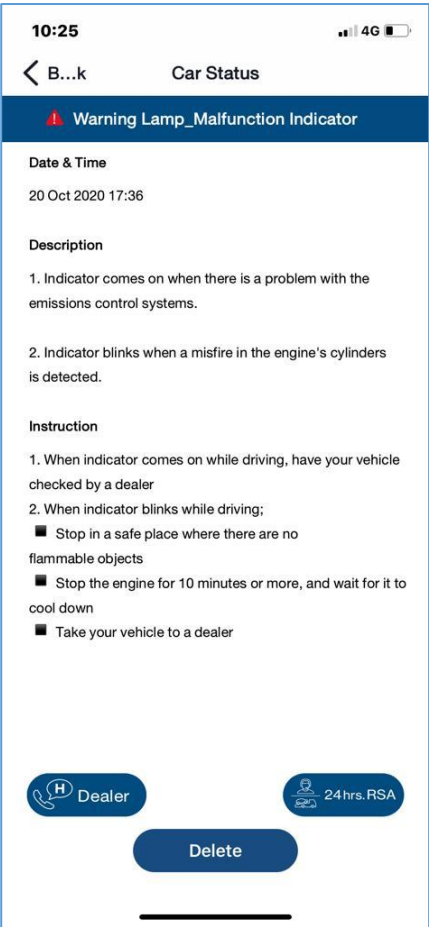 10:25
4G
B...k
Car Status
Warning Lamp_Malfunction Indicator
Date & Time
20 Oct 2020 17:36
Description
1. Indicator comes on when there is a problem with the
emissions control systems.
2. Indicator blinks when a misfire in the engine's cylinders
is detected.
Instruction
1. When indicator comes on while driving, have your vehicle
checked by a dealer
2. When indicator blinks while driving;
■ Stop in a safe place where there are no
flammable objects
■ Stop the engine for 10 minutes or more, and wait for it to
cool down
■ Take your vehicle to a dealer
H Dealer
24hrs.RSA
Delete